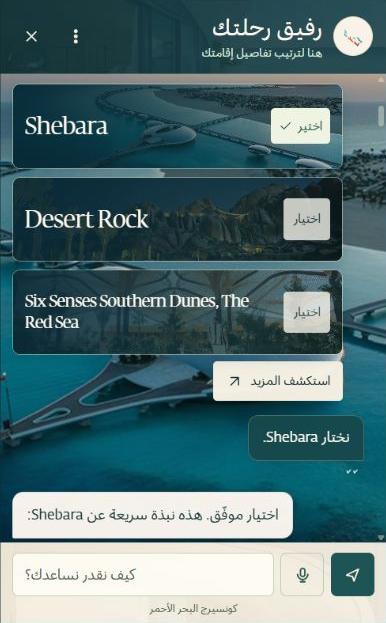 رفيق رحلتك
هنا لترتيب تفاصيل إقامتك
Shebara
اختير
Desert Rock
اختيار
Six Senses Southern Dunes, The
Red Sea
اختيار
استكشف المزيد
نختار Shebara.
اختيار موفّق. هذه نبذة سريعة عن Shebara:
كيف نقدر نساعدك؟
كونسيرج البحر الأحمر